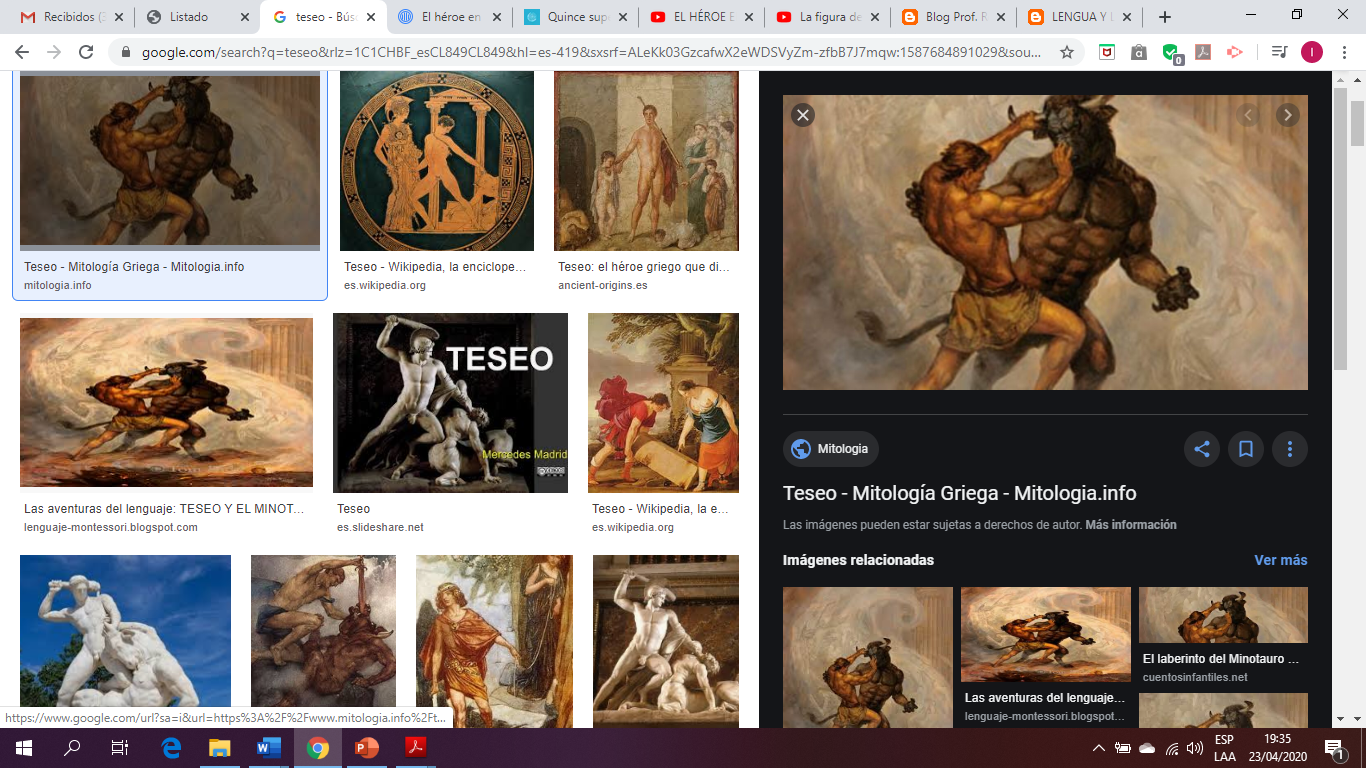 Recibidos (3
Listado
teseo - Bús
El héroe en
Quince sup
EL HÉROE E
La figura de
Blog Prof. R
LENGUA Y L
google.com/search?q=teseo&rlz=1C1CHBF_esCL849CL849&hl=es-419&sxsrf=ALeKk03GzcafwX2eWDSVyZm-zfbB7J7mqw:1587684891029&sou...
0
I
Teseo - Mitología Griega - Mitologia.info
mitologia.info
Teseo - Wikipedia, la enciclope...
es.wikipedia.org
Teseo: el héroe griego que di...
ancient-origins.es
TESEO
Mercedes Madrid
Las aventuras del lenguaje: TESEO Y EL MINOT...
lenguaje-montessori.blogspot.com
Teseo
es.slideshare.net
Teseo - Wikipedia, la e...
es.wikipedia.org
Mitologia
Teseo - Mitología Griega - Mitologia.info
Las imágenes pueden estar sujetas a derechos de autor. Más información
Imágenes relacionadas
Ver más
Las aventuras del lenguaje...
lenguaje-montessori.blogspot...
El laberinto del Minotauro ...
cuentosinfantiles.net
https://www.google.com/url?sa=i&url=https%3A%2F%2Fwww.mitologia.info%2Ft...
ESP
LAA
19:35
23/04/2020
1